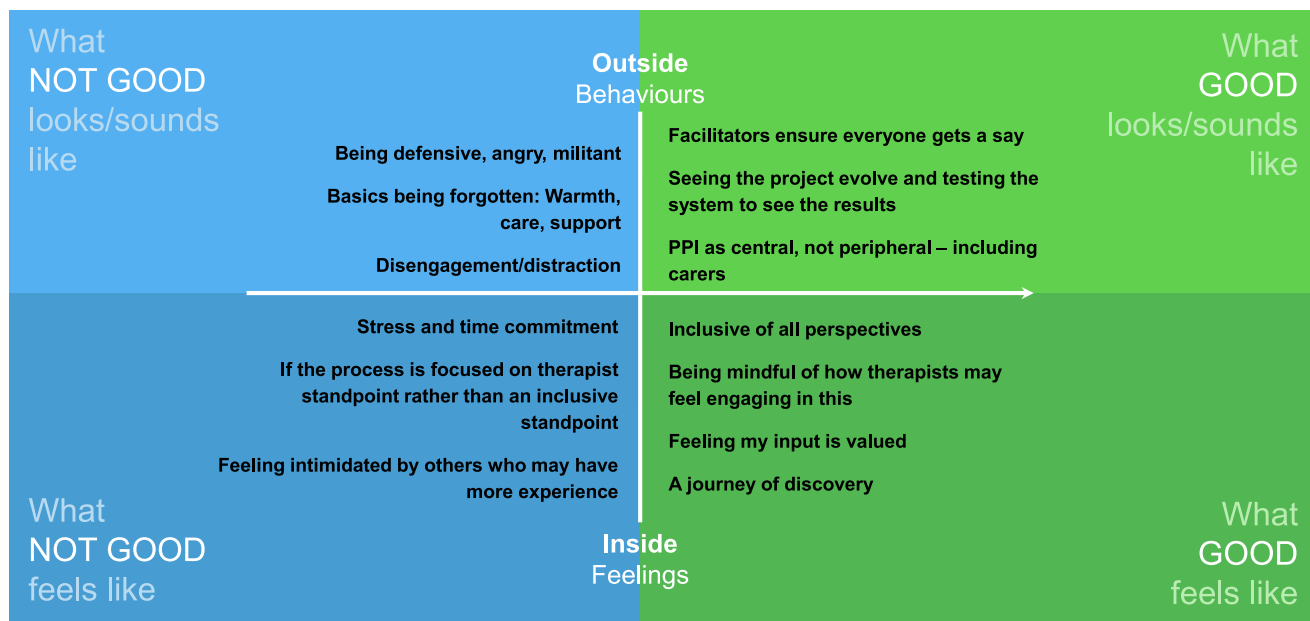 What
NOT GOOD
looks/sounds
like
Outside
Behaviours
What
GOOD
looks/sounds
like
Being defensive, angry, militant
Basics being forgotten: Warmth,
care, support
Disengagement/distraction
Facilitators ensure everyone gets a say
Seeing the project evolve and testing the
system to see the results
PPI as central, not peripheral – including
carers
Stress and time commitment
If the process is focused on therapist
standpoint rather than an inclusive
standpoint
Feeling intimidated by others who may have
more experience
Inclusive of all perspectives
Being mindful of how therapists may
feel engaging in this
Feeling my input is valued
A journey of discovery
What
NOT GOOD
feels like
Inside
Feelings
What
GOOD
feels like